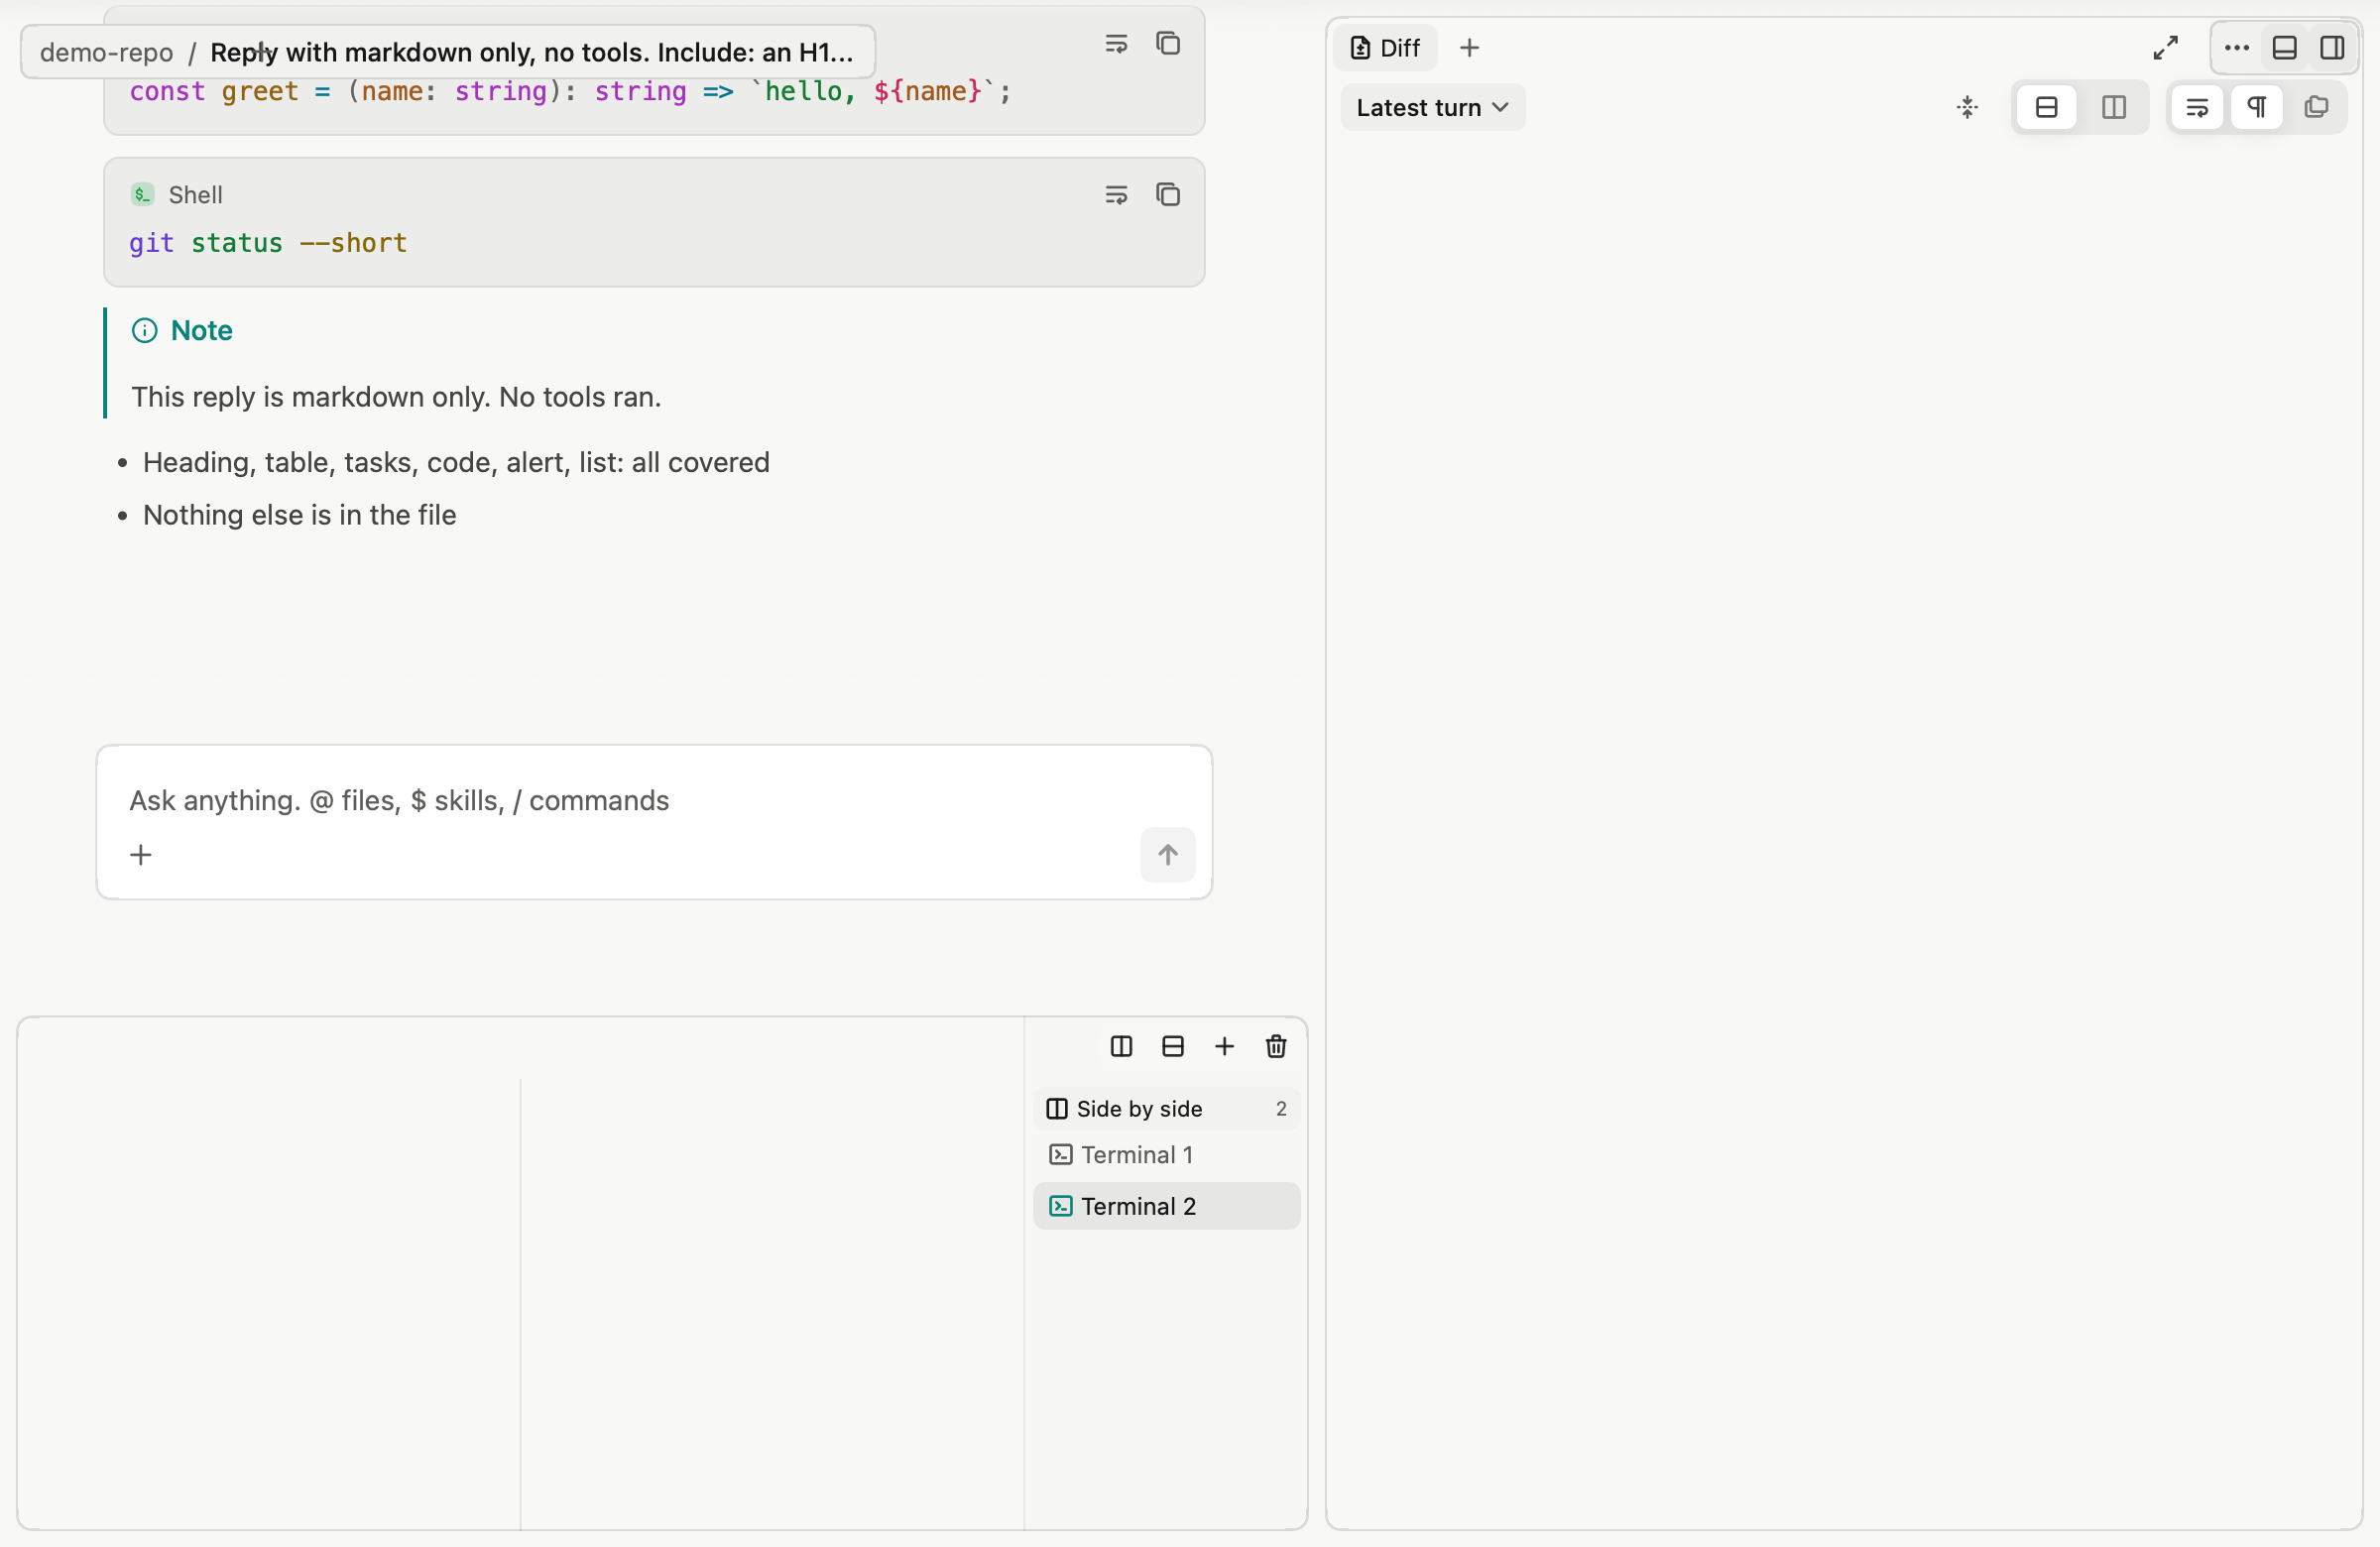 demo-repo / Reply with markdown only, no tools. Include: an H1...
const greet = (name: string): string => `hello, ${name}`;
$_ Shell
git status --short
Note
This reply is markdown only. No tools ran.
• Heading, table, tasks, code, alert, list: all covered
• Nothing else is in the file
Ask anything. @ files, $ skills, / commands
Side by side 2
Terminal 1
Terminal 2
Diff
Latest turn